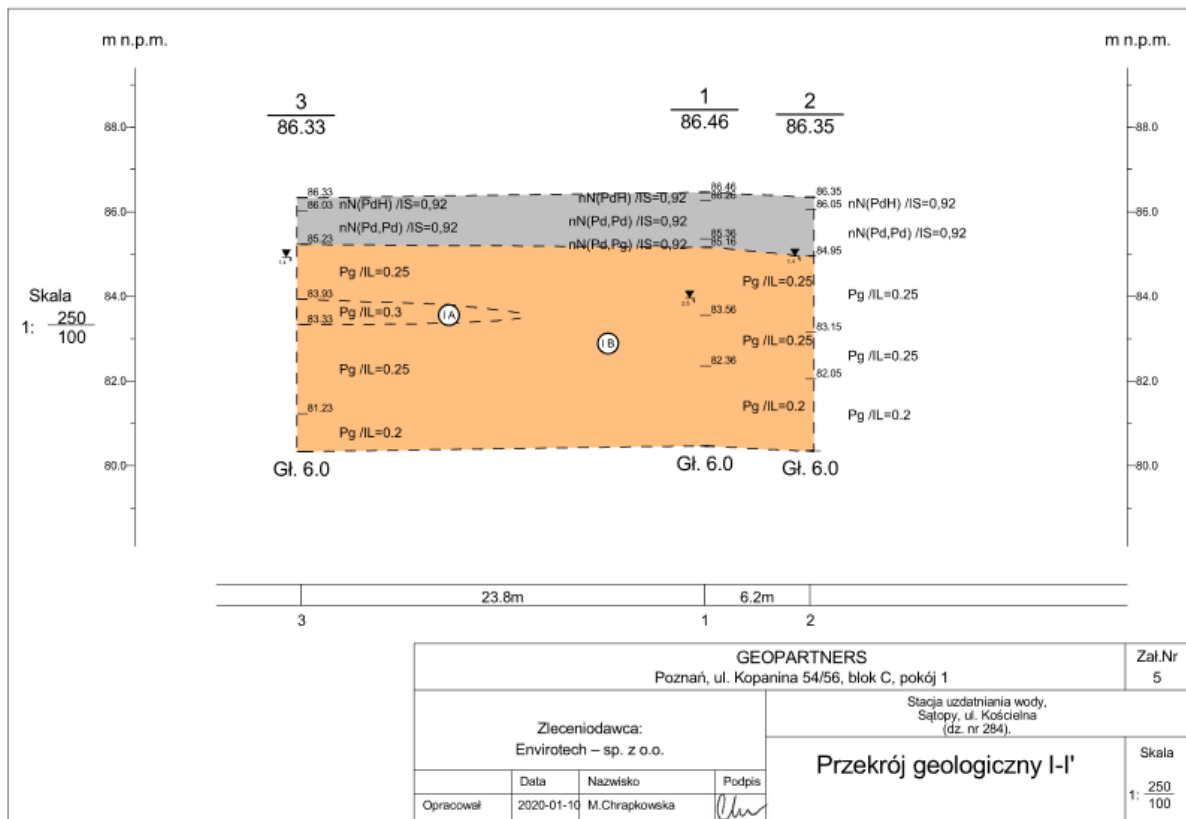 m n.p.m.
m n.p.m.
3
86.33
1
86.46
2
86.35
88.0
86.0
84.0
82.0
80.0
88.0
86.0
84.0
82.0
80.0
Skala
1: 250
100
86.33
86.03
85.23
83.93
83.33
81.23
nN(PdH) /IS=0,92
nN(Pd,Pd) /IS=0,92
Pg /IL=0.25
Pg /IL=0.3
Pg /IL=0.25
Pg /IL=0.2
I A
I B
86.46
86.26
85.36
85.16
83.56
82.36
nN(PdH) /IS=0,92
nN(Pd,Pd) /IS=0,92
nN(Pd,Pg) /IS=0,92
Pg /IL=0.25
Pg /IL=0.25
Pg /IL=0.2
86.35
86.05
84.95
83.15
82.05
nN(PdH) /IS=0,92
nN(Pd,Pd) /IS=0,92
Pg /IL=0.25
Pg /IL=0.25
Pg /IL=0.2
Gł. 6.0
Gł. 6.0
Gł. 6.0
23.8m
6.2m
3
1
2
GEOPARTNERS
Poznań, ul. Kopanina 54/56, blok C, pokój 1
Zał.Nr
5
Zleceniodawca:
Envirotech – sp. z o.o.
Stacja uzdatniania wody,
Sątopy, ul. Kościelna
(dz. nr 284).
Przekrój geologiczny I-I'
Skala
1: 250
100
Data
Nazwisko
Podpis
Opracował
2020-01-10
M.Chrapkowska